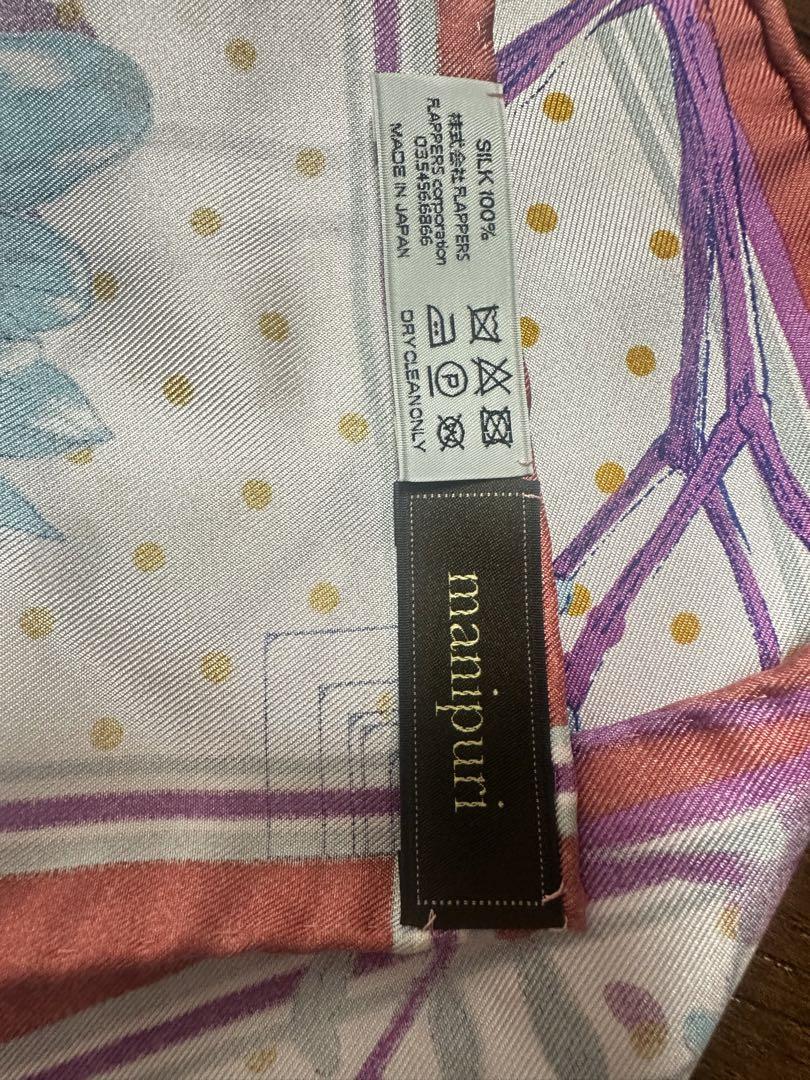 SILK 100%
株式会社 FLAPPERS
FLAPPERS corporation
0354566866
MADE IN JAPAN
P
DRY CLEAN ONLY
manipuri